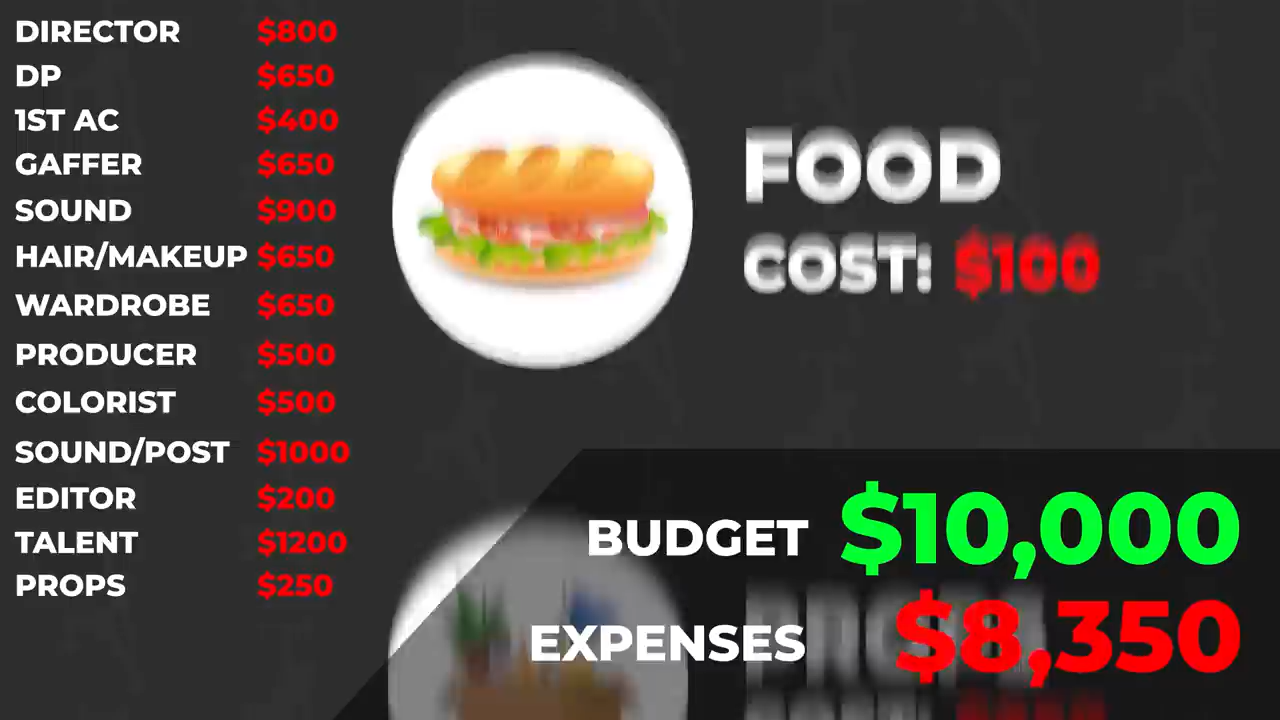 DIRECTOR $800
DP $650
1ST AC $400
GAFFER $650
SOUND $900
HAIR/MAKEUP $650
WARDROBE $650
PRODUCER $500
COLORIST $500
SOUND/POST $1000
EDITOR $200
TALENT $1200
PROPS $250
FOOD
COST: $100
BUDGET $10,000
EXPENSES $8,350